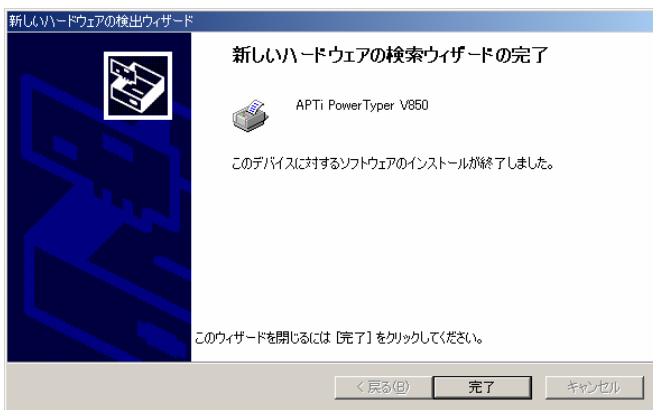 新しいハードウェアの検出ウィザード
新しいハードウェアの検索ウィザードの完了
APTi PowerTyper V850
このデバイスに対するソフトウェアのインストールが終了しました。
このウィザードを閉じるには [完了] をクリックしてください。
< 戻る(B)
完了
キャンセル